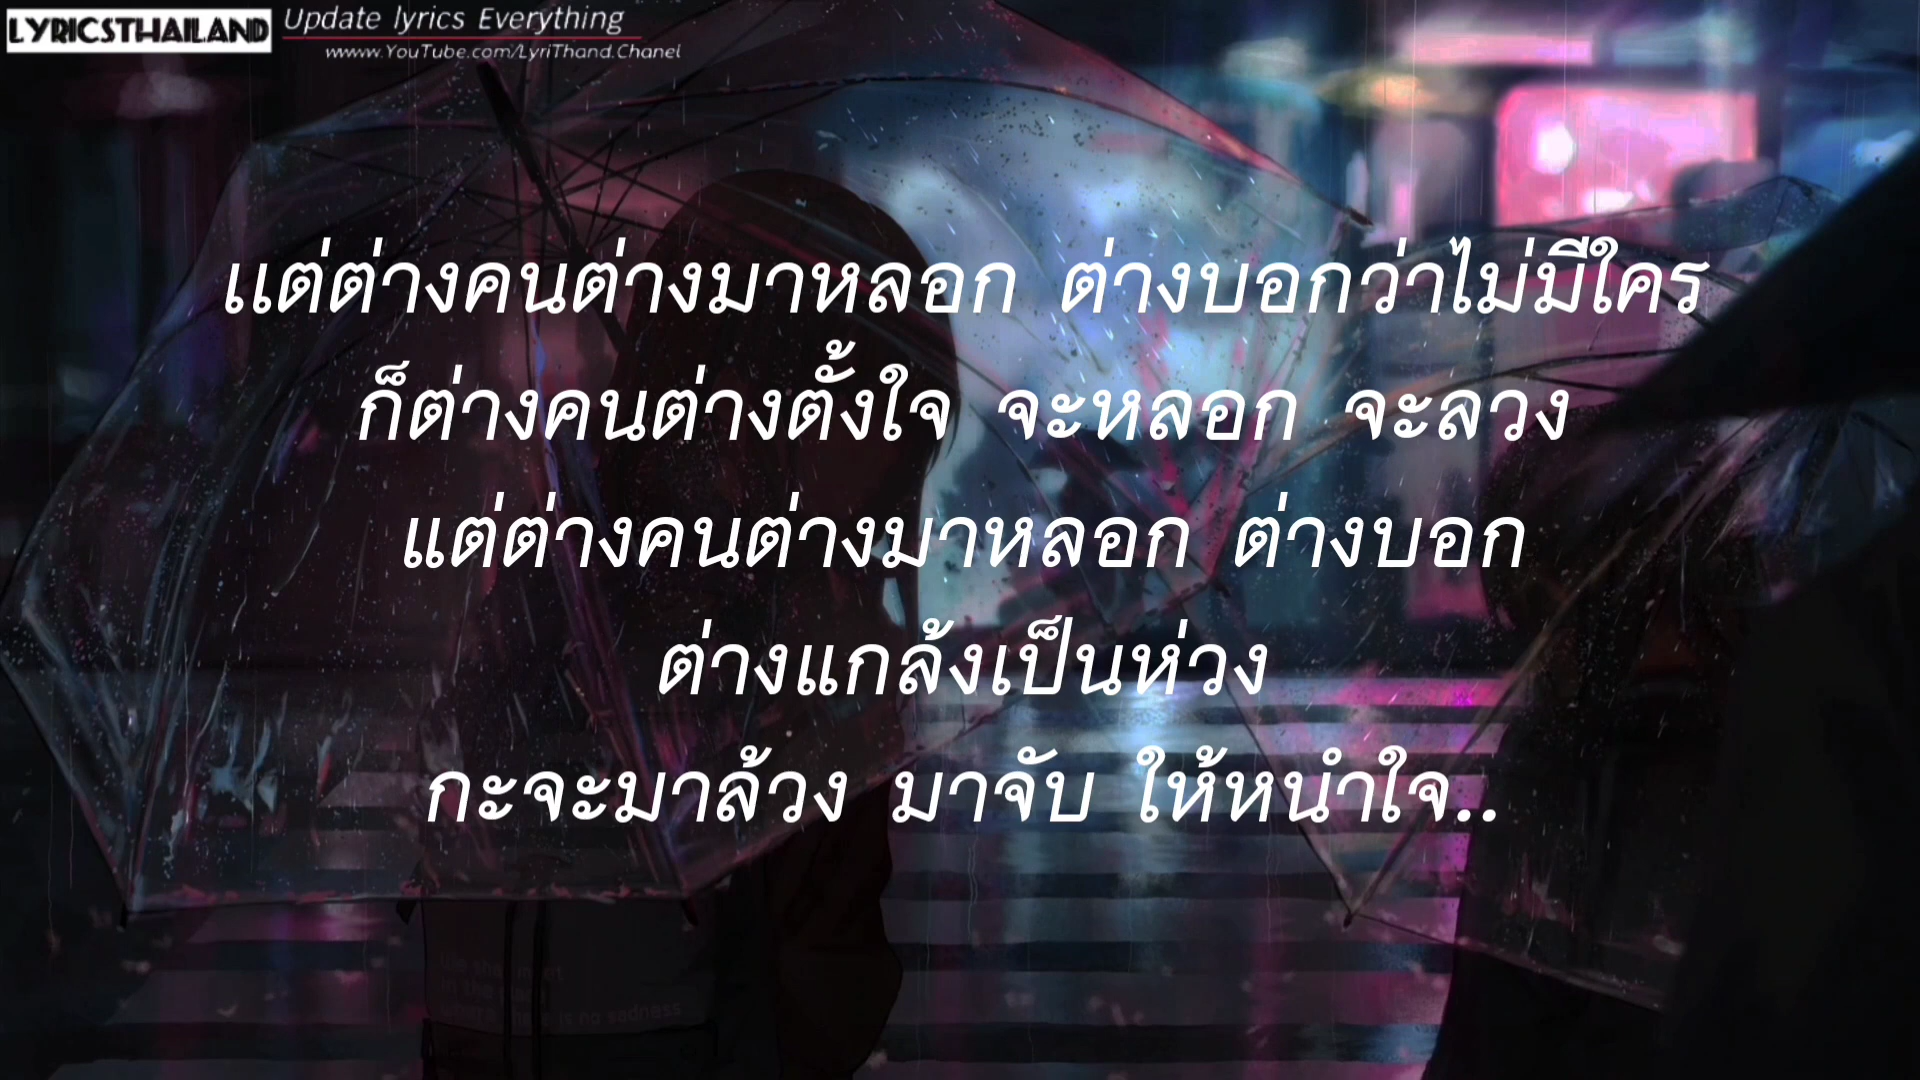 LYRICSTHAILAND
Update lyrics Everything
www.YouTube.com/LyriThand.Chanel
แต่ต่างคนต่างมาหลอก ต่างบอกว่าไม่มีใคร
ก็ต่างคนต่างตั้งใจ จะหลอก จะลวง
แต่ต่างคนต่างมาหลอก ต่างบอก
ต่างแกล้งเป็นห่วง
กะจะมาล้วง มาจับ ให้หนำใจ..
is no sadness